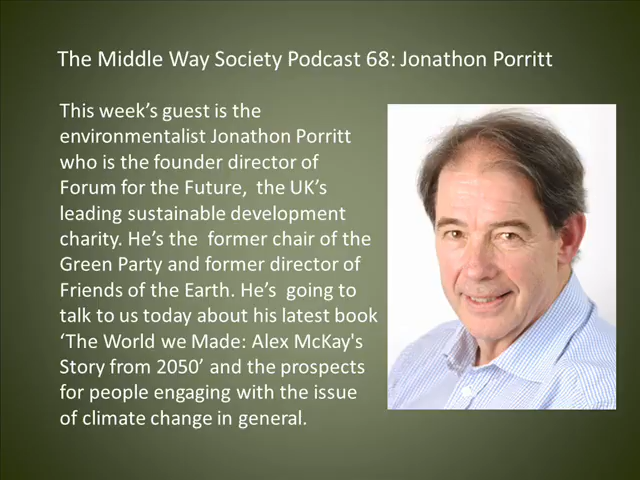 The Middle Way Society Podcast 68: Jonathon Porritt
This week’s guest is the
environmentalist Jonathon Porritt
who is the founder director of
Forum for the Future,  the UK’s
leading sustainable development
charity. He’s the  former chair of the
Green Party and former director of
Friends of the Earth. He’s  going to
talk to us today about his latest book
‘The World we Made: Alex McKay's
Story from 2050’ and the prospects
for people engaging with the issue
of climate change in general.